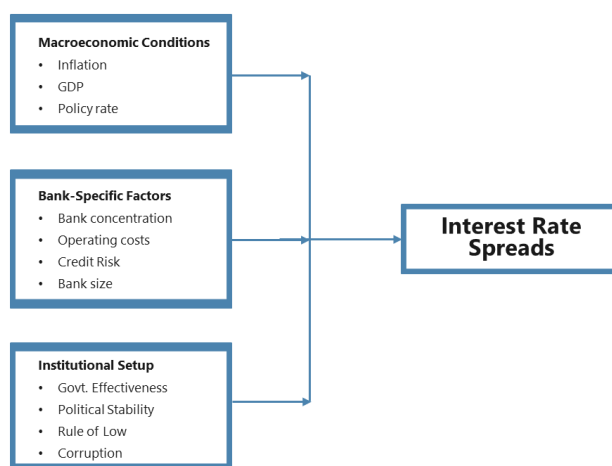 Macroeconomic Conditions
• Inflation
• GDP
• Policy rate
Bank-Specific Factors
• Bank concentration
• Operating costs
• Credit Risk
• Bank size
Interest Rate
Spreads
Institutional Setup
• Govt. Effectiveness
• Political Stability
• Rule of Low
• Corruption